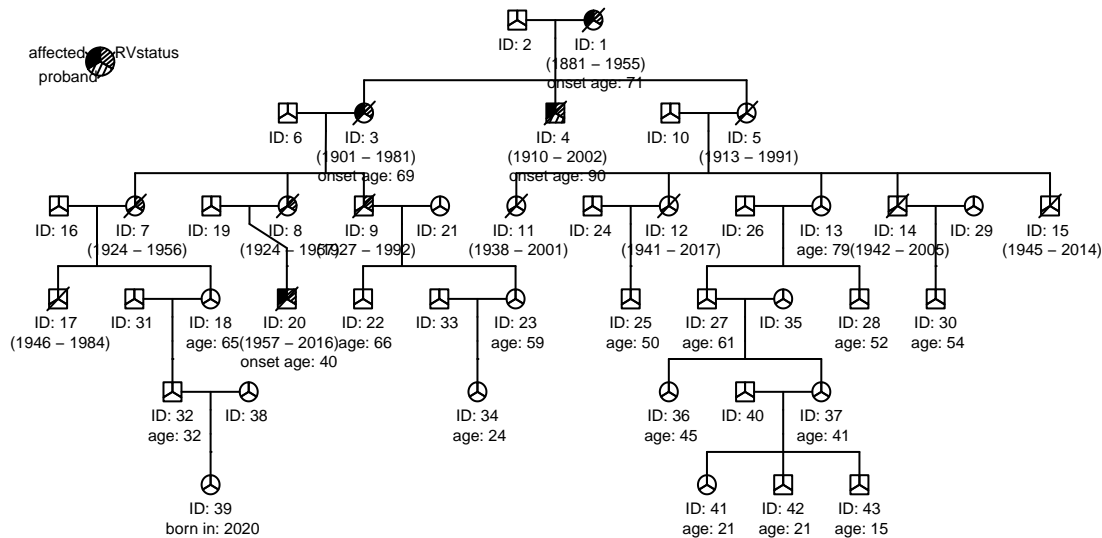 affected RVstatus
proband
ID: 2 ID: 1
(1881 – 1955)
onset age: 71
ID: 6 ID: 3 ID: 4 ID: 10 ID: 5
(1901 – 1981) (1910 – 2002) (1913 – 1991)
onset age: 69 onset age: 90
ID: 16 ID: 7 ID: 19 ID: 8 ID: 9 ID: 21 ID: 11 ID: 24 ID: 12 ID: 26 ID: 13 ID: 14 ID: 29 ID: 15
(1924 – 1956) (1927 – 1992) (1938 – 2001) (1941 – 2017) age: 79 (1942 – 2005) (1945 – 2014)
ID: 17 ID: 31 ID: 18 ID: 20 ID: 22 ID: 33 ID: 23 ID: 25 ID: 27 ID: 35 ID: 28 ID: 30
(1946 – 1984) age: 65 (1957 – 2016) age: 66 age: 59 age: 50 age: 61 age: 52 age: 54
onset age: 40
ID: 32 ID: 38 ID: 34 ID: 36 ID: 40 ID: 37
age: 32 age: 24 age: 45 age: 41
ID: 39 ID: 41 ID: 42 ID: 43
born in: 2020 age: 21 age: 21 age: 15